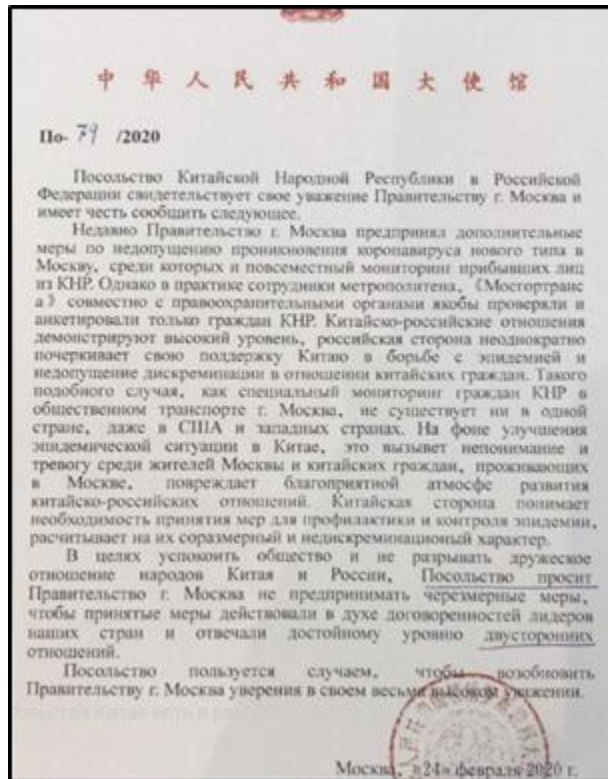 中华人民共和国大使馆
По- 79 /2020
Посольство Китайской Народной Республики в Российской
Федерации свидетельствует свое уважение Правительству г. Москва и
имеет честь сообщить следующее.
Недавно Правительство г. Москва предпринял дополнительные
меры по недопущению проникновения коронавируса нового типа в
Москву, среди которых и повсеместный мониторинг прибывших лиц
из КНР. Однако в практике сотрудники метрополитена, 《Мосгортранс
а》 совместно с правоохранительными органами якобы проверяли и
анкетировали только граждан КНР. Китайско-российские отношения
демонстрируют высокий уровень, российская сторона неоднократно
почеркивает свою поддержку Китаю в борьбе с эпидемией и
недопущение дискреминации в отношении китайских граждан. Такого
подобного случая, как специальный мониторинг граждан КНР в
общественном транспорте г. Москва, не существует ни в одной
стране, даже в США и западных странах. На фоне улучшения
эпидемической ситуации в Китае, это вызывет непонимание и
тревогу среди жителей Москвы и китайских граждан, проживающих
в Москве, повреждет благоприятной атмосфе развития
китайско-российских отношений. Китайская сторона понимает
необходимость принятия мер для профилактики и контроля эпидемии,
расчитывает на их соразмерный и недискреминационый характер.
В целях успокоить общество и не разрывать дружеское
отношение народов Китая и России, Посольство просит
Правительство г. Москва не предпринимать черезмерные меры,
чтобы принятые меры действовали в духе договоренностей лидеров
наших стран и отвечали достойному уровню двусторонних
отношений.
Посольство пользуется случаем, чтобы возобновить
Правительству г. Москва уверения в своем весьма высоком уважении.
Москва, «24» февраля 2020 г.